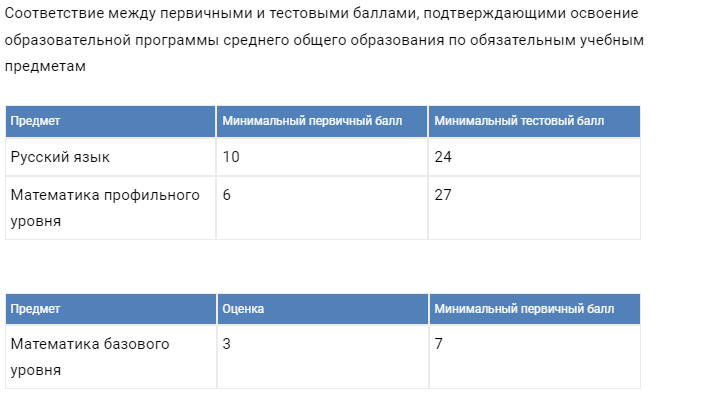 Соответствие между первичными и тестовыми баллами, подтверждающими освоение
образовательной программы среднего общего образования по обязательным учебным
предметам
Предмет Минимальный первичный балл Минимальный тестовый балл
Русский язык 10 24
Математика профильного 6 27
уровня
Предмет Оценка Минимальный первичный балл
Математика базового 3 7
уровня